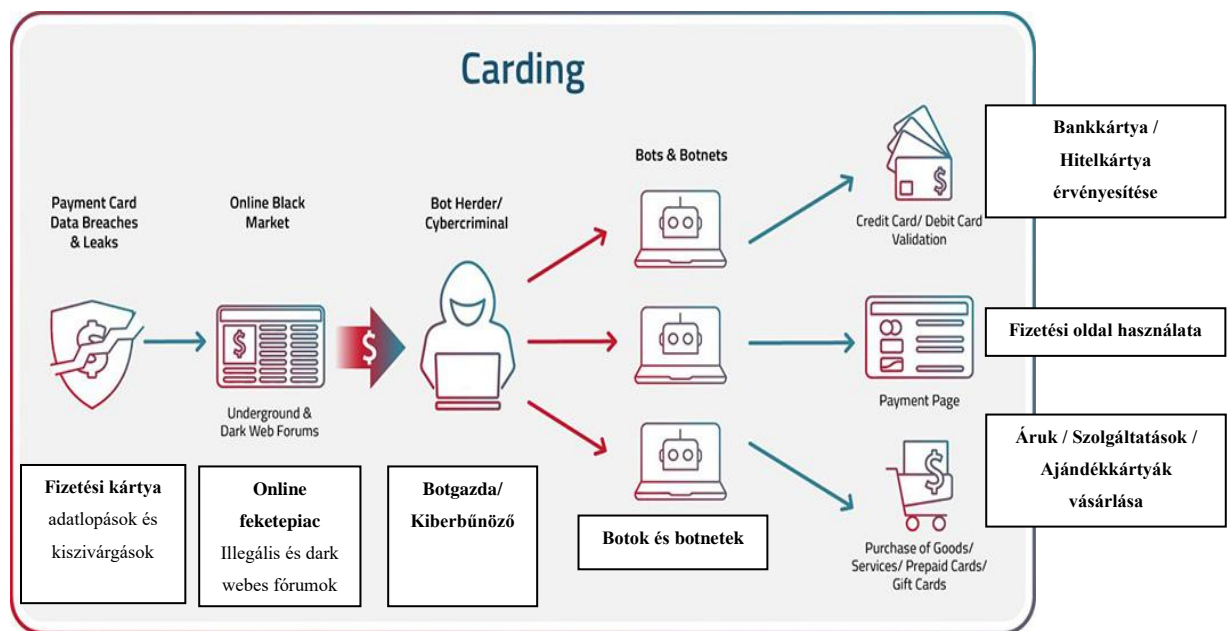 Carding
Payment Card
Data Breaches
& Leaks
Online Black
Market
$
Underground &
Dark Web Forums
$
Bot Herder/
Cybercriminal
Bots & Botnets
$
Credit Card/ Debit Card
Validation
Payment Page
$
Purchase of Goods/
Services/ Prepaid Cards/
Gift Cards
$
Fizetési kártya
adatlopások és
kiszivárgások
Online
feketepiac
Illegális és dark
webes fórumok
Botgazda/
Kiberbűnöző
Botok és botnetek
Bankkártya /
Hitelkártya
érvényesítése
Fizetési oldal használata
Áruk / Szolgáltatások /
Ajándékkártyák
vásárlása